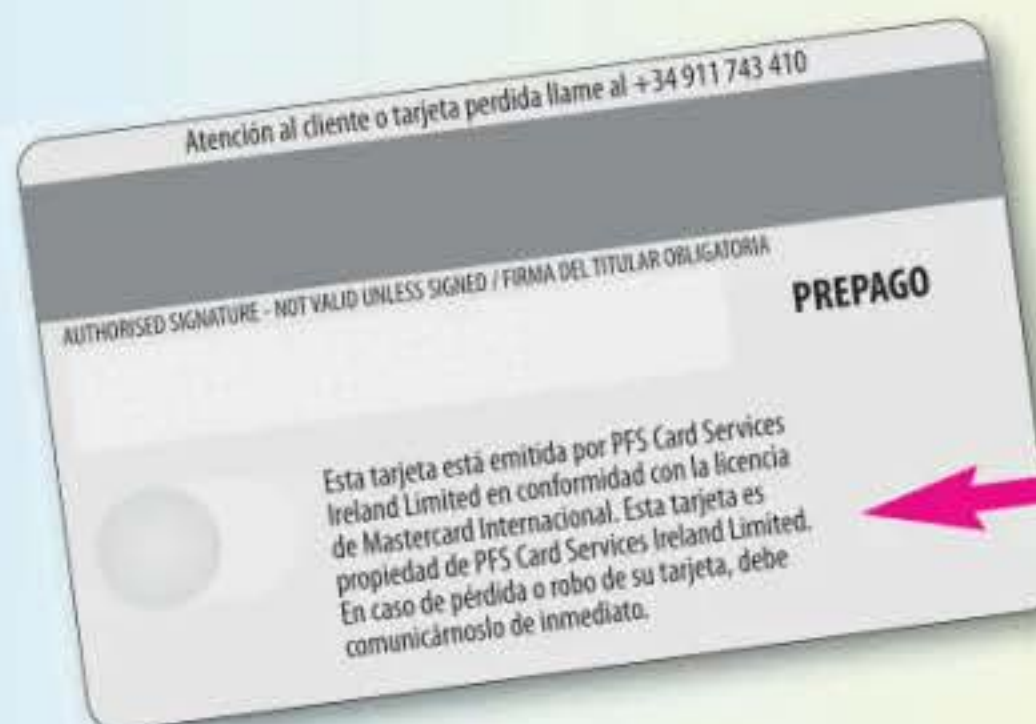 Atención al cliente o tarjeta perdida llame al +34 911 743 410
AUTHORISED SIGNATURE - NOT VALID UNLESS SIGNED / FIRMA DEL TITULAR OBLIGATORIA
PREPAGO
Esta tarjeta está emitida por PFS Card Services
Ireland Limited en conformidad con la licencia
de Mastercard Internacional. Esta tarjeta es
propiedad de PFS Card Services Ireland Limited.
En caso de pérdida o robo de su tarjeta, debe
comunicárnoslo de inmediato.